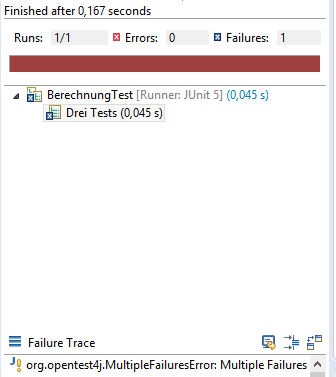 Finished after 0,167 seconds
Runs: 1/1 Errors: 0 Failures: 1
BerechnungTest [Runner: JUnit 5] (0,045 s)
Drei Tests (0,045 s)
Failure Trace
org.opentest4j.MultipleFailuresError: Multiple Failures